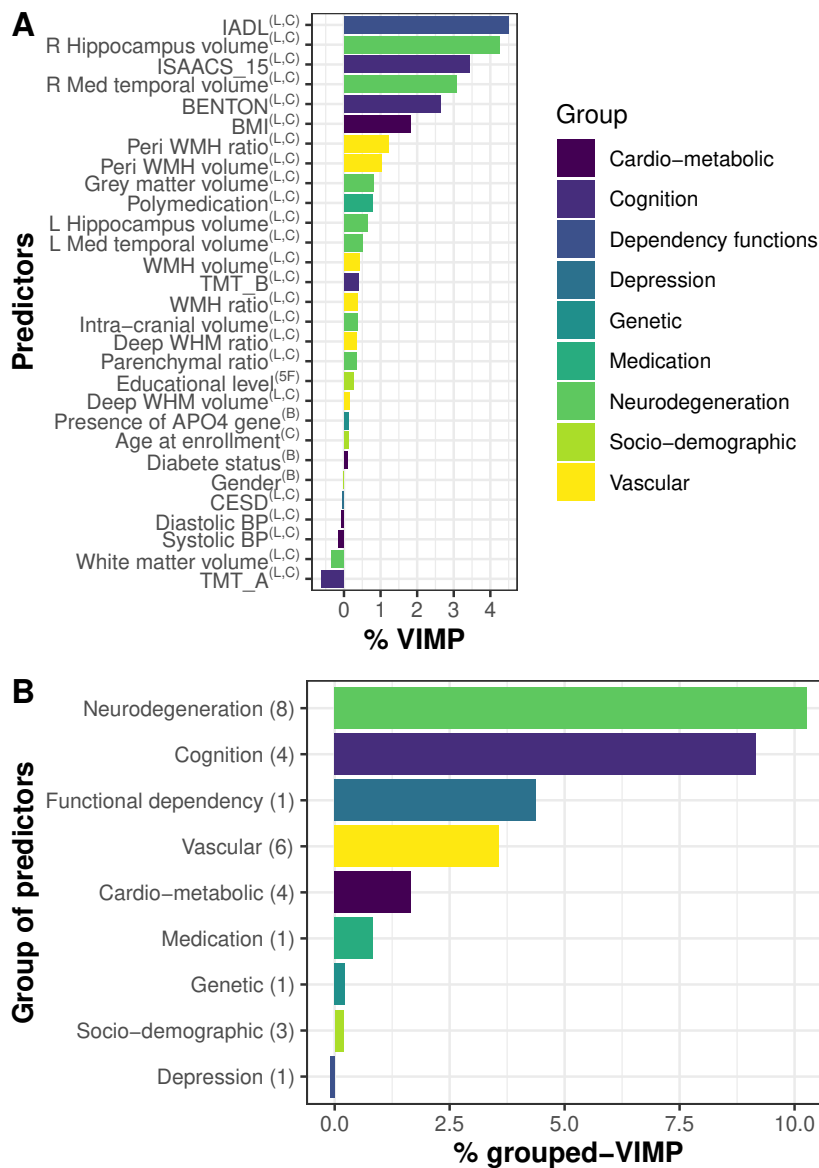 A
Predictors
IADL(L,C)
R Hippocampus volume(L,C)
ISAACS_15(L,C)
R Med temporal volume(L,C)
BENTON(L,C)
BMI(L,C)
Peri WMH ratio(L,C)
Peri WMH volume(L,C)
Grey matter volume(L,C)
Polymedication(L,C)
L Hippocampus volume(L,C)
L Med temporal volume(L,C)
WMH volume(L,C)
TMT_B(L,C)
WMH ratio(L,C)
Intra−cranial volume(L,C)
Deep WHM ratio(L,C)
Parenchymal ratio(L,C)
Educational level(5F)
Deep WHM volume(L,C)
Presence of APO4 gene(B)
Age at enrollment(C)
Diabete status(B)
Gender(B)
CESD(L,C)
Diastolic BP(L,C)
Systolic BP(L,C)
White matter volume(L,C)
TMT_A(L,C)
0 1 2 3 4
% VIMP
Group
Cardio−metabolic
Cognition
Dependency functions
Depression
Genetic
Medication
Neurodegeneration
Socio−demographic
Vascular
B
Group of predictors
Neurodegeneration (8)
Cognition (4)
Functional dependency (1)
Vascular (6)
Cardio−metabolic (4)
Medication (1)
Genetic (1)
Socio−demographic (3)
Depression (1)
0.0 2.5 5.0 7.5 10.0
% grouped−VIMP